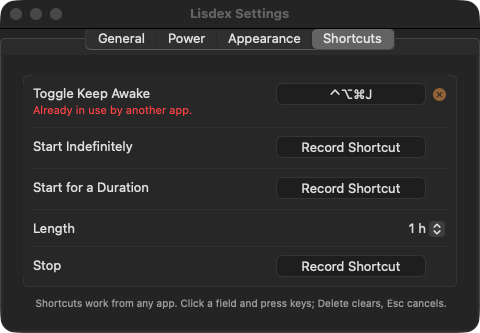 Lisdex Settings
General Power Appearance Shortcuts
Toggle Keep Awake ⌃⌥⌘J
Already in use by another app.
Start Indefinitely Record Shortcut
Start for a Duration Record Shortcut
Length 1 h
Stop Record Shortcut
Shortcuts work from any app. Click a field and press keys; Delete clears, Esc cancels.